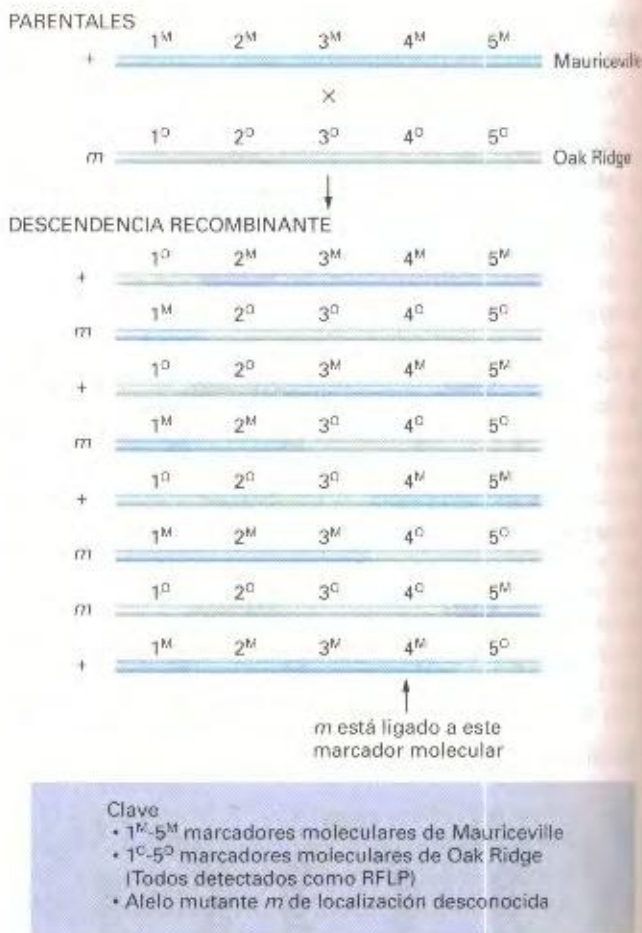 PARENTALES
1ᴹ 2ᴹ 3ᴹ 4ᴹ 5ᴹ
+ Mauriceville
×
1ᴼ 2ᴼ 3ᴼ 4ᴼ 5ᴼ
m Oak Ridge
DESCENDENCIA RECOMBINANTE
1ᴼ 2ᴹ 3ᴹ 4ᴹ 5ᴹ
+
1ᴹ 2ᴼ 3ᴼ 4ᴼ 5ᴼ
m
1ᴼ 2ᴼ 3ᴹ 4ᴹ 5ᴹ
+
1ᴹ 2ᴹ 3ᴼ 4ᴼ 5ᴼ
m
1ᴼ 2ᴼ 3ᴼ 4ᴹ 5ᴹ
+
1ᴹ 2ᴹ 3ᴹ 4ᴼ 5ᴼ
m
1ᴼ 2ᴼ 3ᴼ 4ᴼ 5ᴹ
m
1ᴹ 2ᴹ 3ᴹ 4ᴹ 5ᴼ
+
m está ligado a este
marcador molecular
Clave
• 1ᴹ-5ᴹ marcadores moleculares de Mauriceville
• 1ᴼ-5ᴼ marcadores moleculares de Oak Ridge
(Todos detectados como RFLP)
• Alelo mutante m de localización desconocida